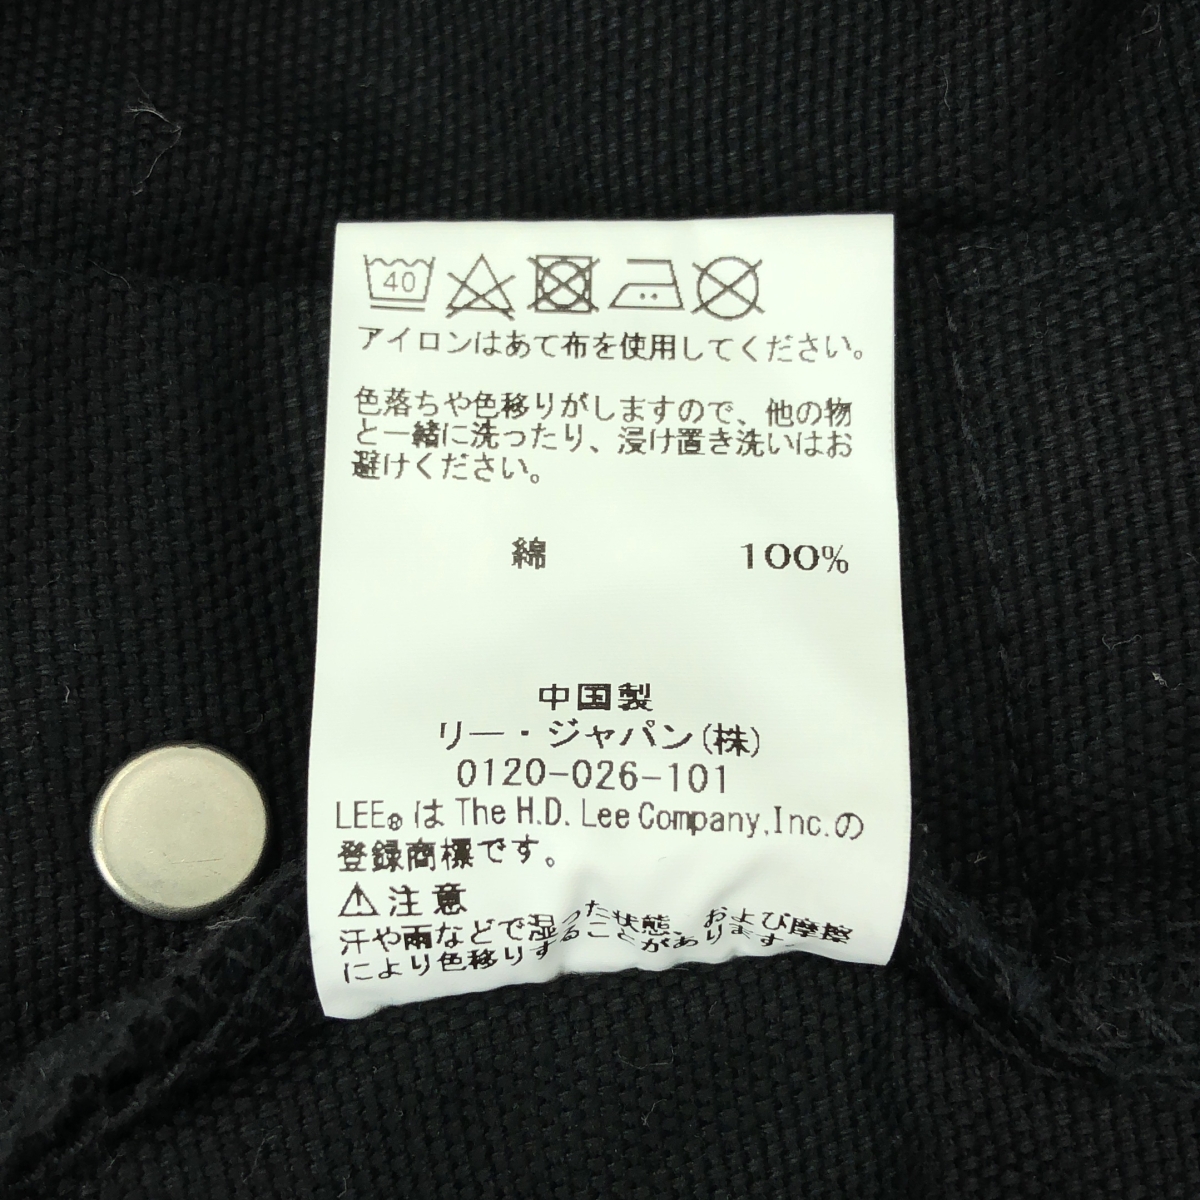 40
アイロンはあて布を使用してください。
色落ちや色移りがしますので、他の物
と一緒に洗ったり、浸け置き洗いはお
避けください。
綿 100%
中国製
リー・ジャパン(株)
0120-026-101
LEE®は The H.D. Lee Company,Inc.の
登録商標です。
⚠注意
汗や雨などで湿った状態、および摩擦
により色移りすることがあります。